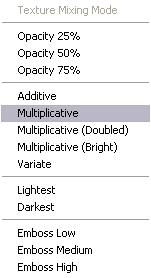 Texture Mixing Mode
Opacity 25%
Opacity 50%
Opacity 75%
Additive
Multiplicative
Multiplicative (Doubled)
Multiplicative (Bright)
Variate
Lightest
Darkest
Emboss Low
Emboss Medium
Emboss High